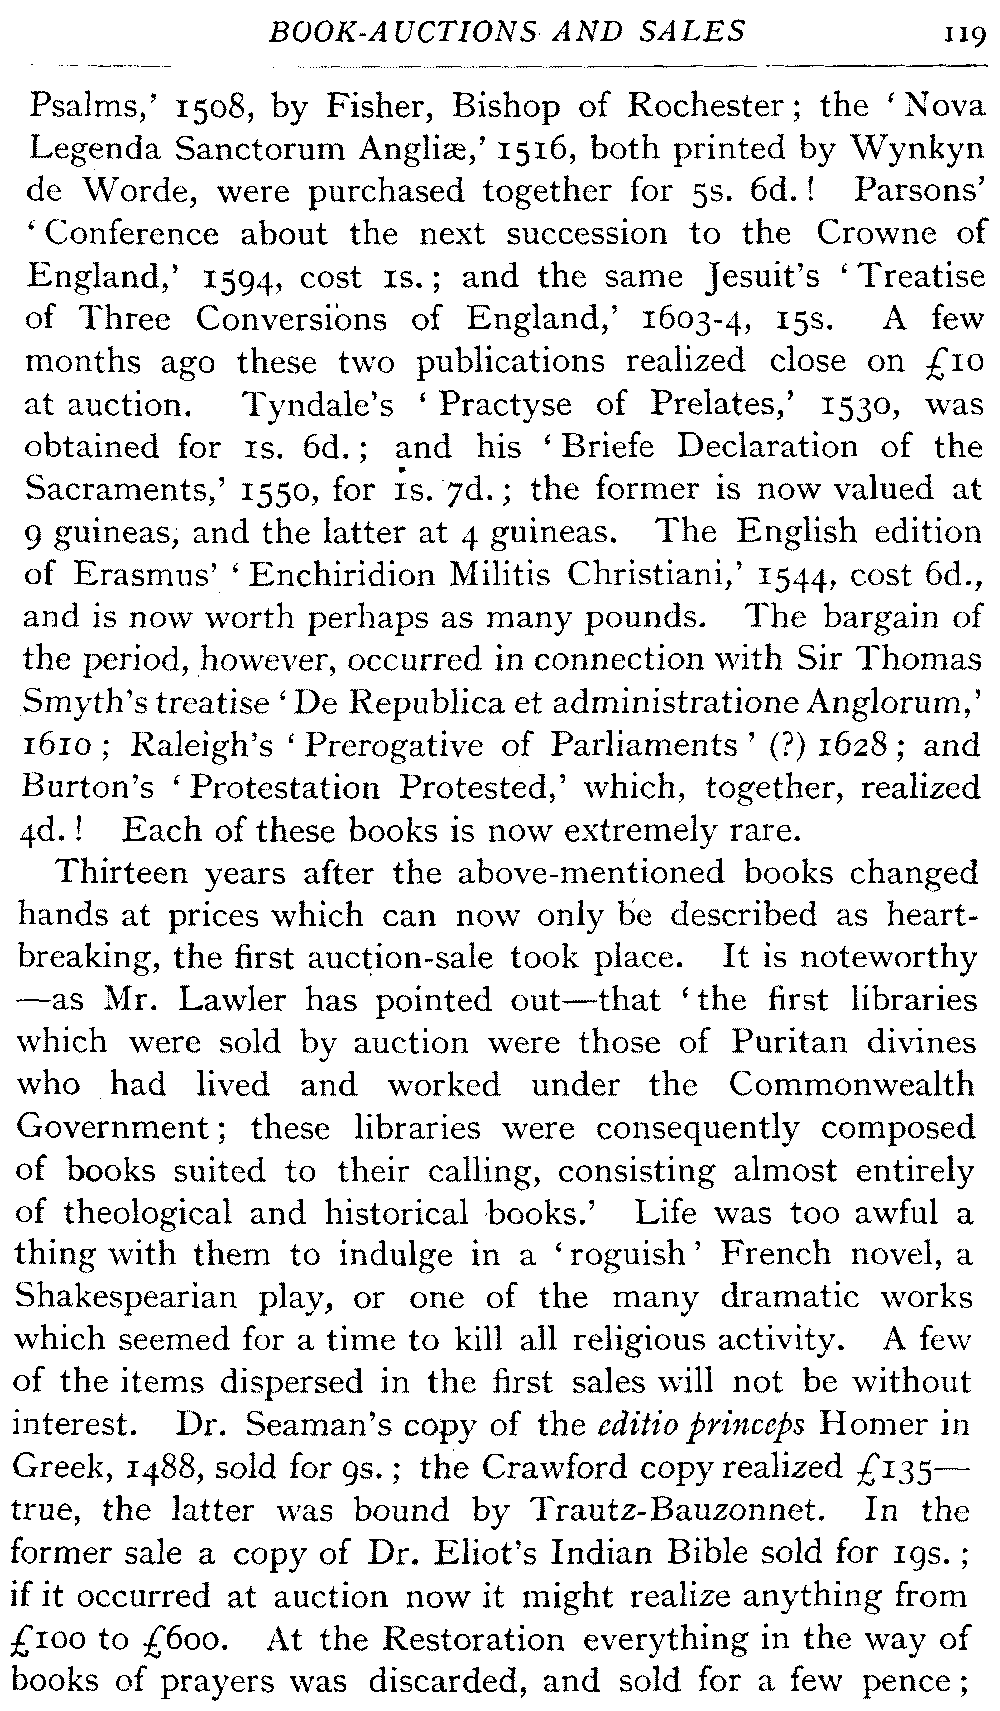 BOOK-AUCTIONS AND SALES 119
Psalms,' 1508, by Fisher, Bishop of Rochester; the 'Nova
Legenda Sanctorum Angliæ,' 1516, both printed by Wynkyn
de Worde, were purchased together for 5s. 6d.! Parsons'
'Conference about the next succession to the Crowne of
England,' 1594, cost 1s.; and the same Jesuit's 'Treatise
of Three Conversions of England,' 1603-4, 15s. A few
months ago these two publications realized close on £10
at auction. Tyndale's 'Practyse of Prelates,' 1530, was
obtained for 1s. 6d.; and his 'Briefe Declaration of the
Sacraments,' 1550, for 1s. 7d.; the former is now valued at
9 guineas, and the latter at 4 guineas. The English edition
of Erasmus' 'Enchiridion Militis Christiani,' 1544, cost 6d.,
and is now worth perhaps as many pounds. The bargain of
the period, however, occurred in connection with Sir Thomas
Smyth's treatise 'De Republica et administratione Anglorum,'
1610; Raleigh's 'Prerogative of Parliaments' (?) 1628; and
Burton's 'Protestation Protested,' which, together, realized
4d.! Each of these books is now extremely rare.
Thirteen years after the above-mentioned books changed
hands at prices which can now only be described as heart-
breaking, the first auction-sale took place. It is noteworthy
—as Mr. Lawler has pointed out—that 'the first libraries
which were sold by auction were those of Puritan divines
who had lived and worked under the Commonwealth
Government; these libraries were consequently composed
of books suited to their calling, consisting almost entirely
of theological and historical books.' Life was too awful a
thing with them to indulge in a 'roguish' French novel, a
Shakespearian play, or one of the many dramatic works
which seemed for a time to kill all religious activity. A few
of the items dispersed in the first sales will not be without
interest. Dr. Seaman's copy of the editio princeps Homer in
Greek, 1488, sold for 9s.; the Crawford copy realized £135—
true, the latter was bound by Trautz-Bauzonnet. In the
former sale a copy of Dr. Eliot's Indian Bible sold for 19s.;
if it occurred at auction now it might realize anything from
£100 to £600. At the Restoration everything in the way of
books of prayers was discarded, and sold for a few pence;